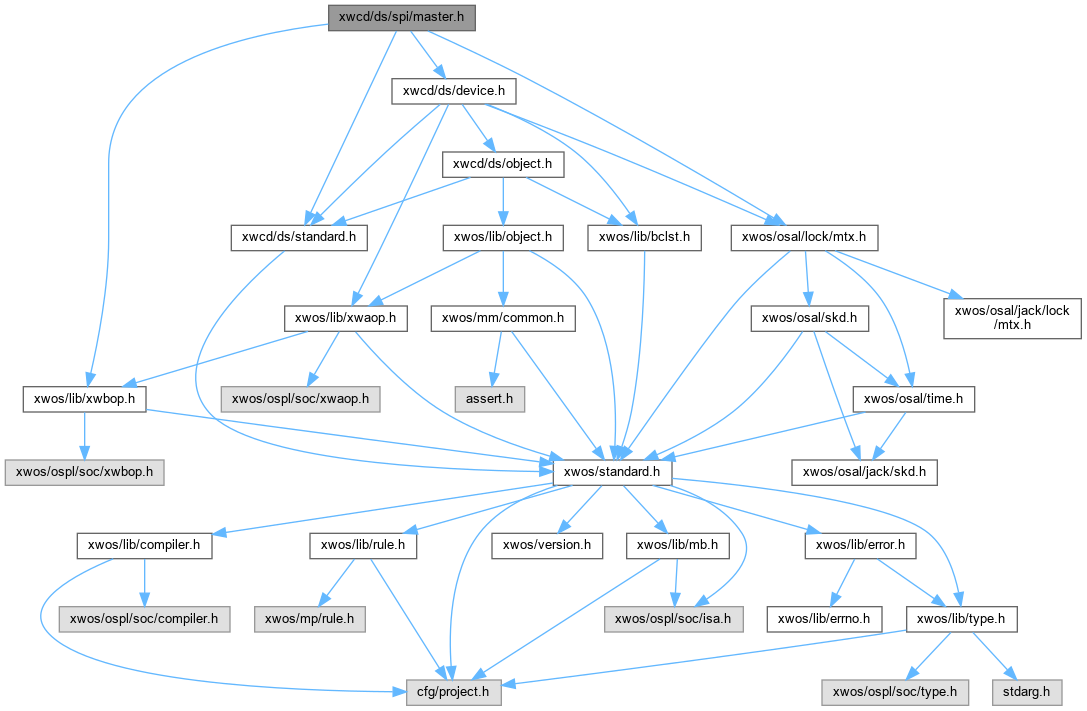 xwcd/ds/spi/master.h
xwcd/ds/device.h
xwcd/ds/object.h
xwcd/ds/standard.h
xwos/lib/object.h
xwos/lib/bclst.h
xwos/osal/lock/mtx.h
xwos/lib/xwaop.h
xwos/mm/common.h
xwos/osal/skd.h
xwos/osal/jack/lock
/mtx.h
xwos/lib/xwbop.h
xwos/ospl/soc/xwaop.h
assert.h
xwos/osal/time.h
xwos/ospl/soc/xwbop.h
xwos/standard.h
xwos/osal/jack/skd.h
xwos/lib/compiler.h
xwos/lib/rule.h
xwos/version.h
xwos/lib/mb.h
xwos/lib/error.h
xwos/ospl/soc/compiler.h
xwos/mp/rule.h
xwos/ospl/soc/isa.h
xwos/lib/errno.h
xwos/lib/type.h
cfg/project.h
xwos/ospl/soc/type.h
stdarg.h